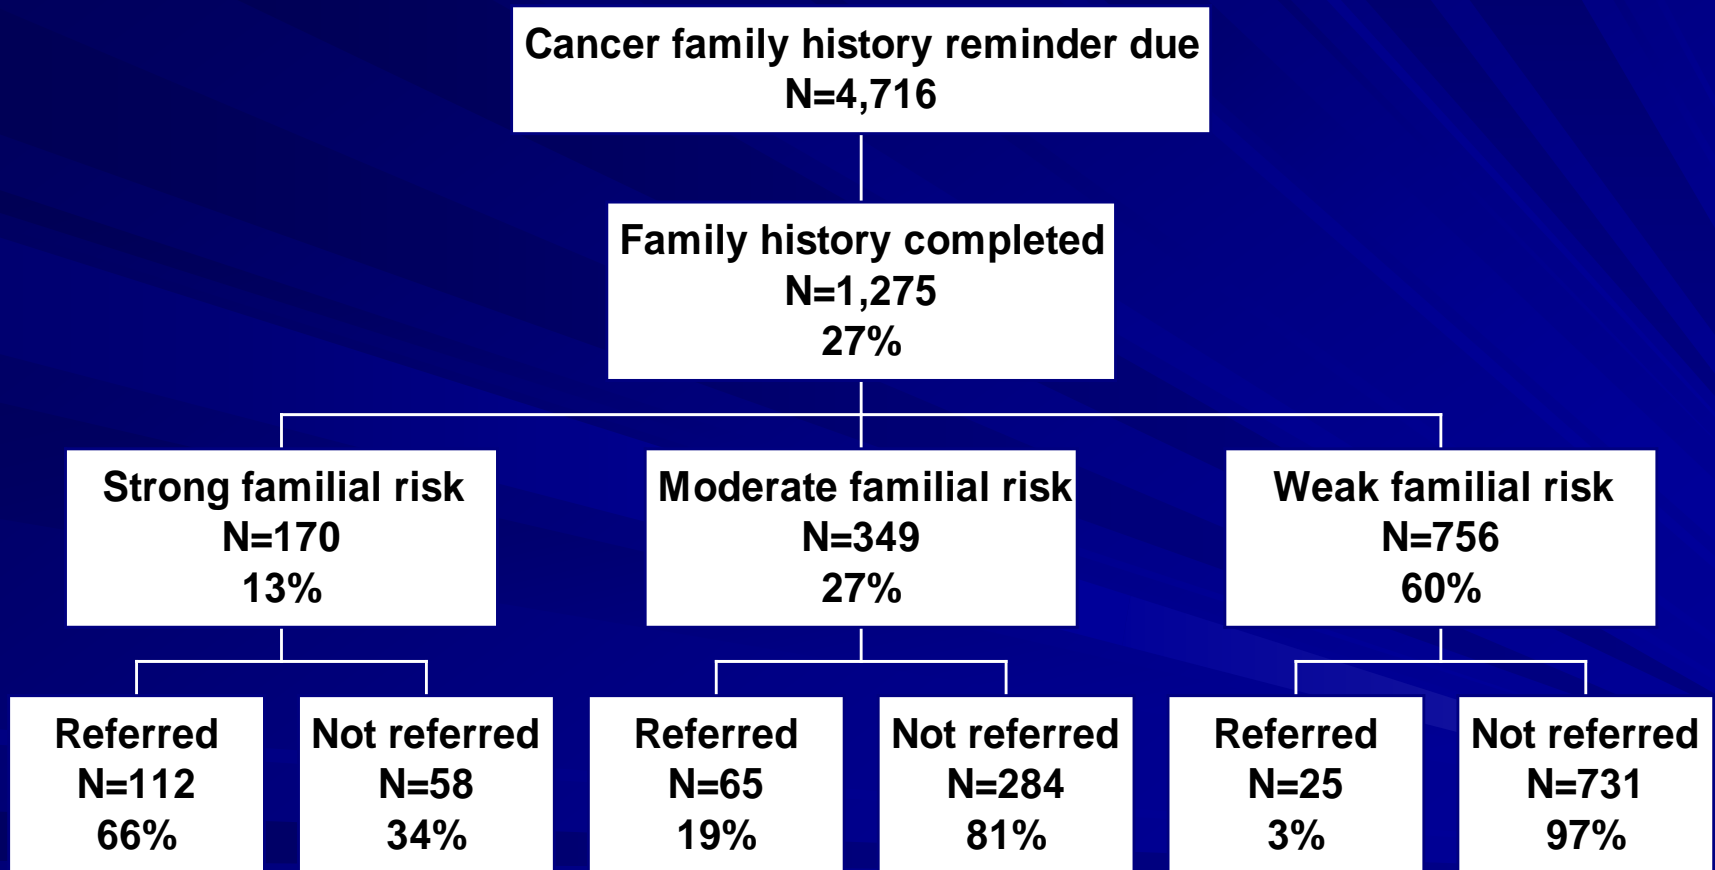 Cancer family history reminder due
N=4,716
Family history completed
N=1,275
27%
Strong familial risk
N=170
13%
Moderate familial risk
N=349
27%
Weak familial risk
N=756
60%
Referred
N=112
66%
Not referred
N=58
34%
Referred
N=65
19%
Not referred
N=284
81%
Referred
N=25
3%
Not referred
N=731
97%